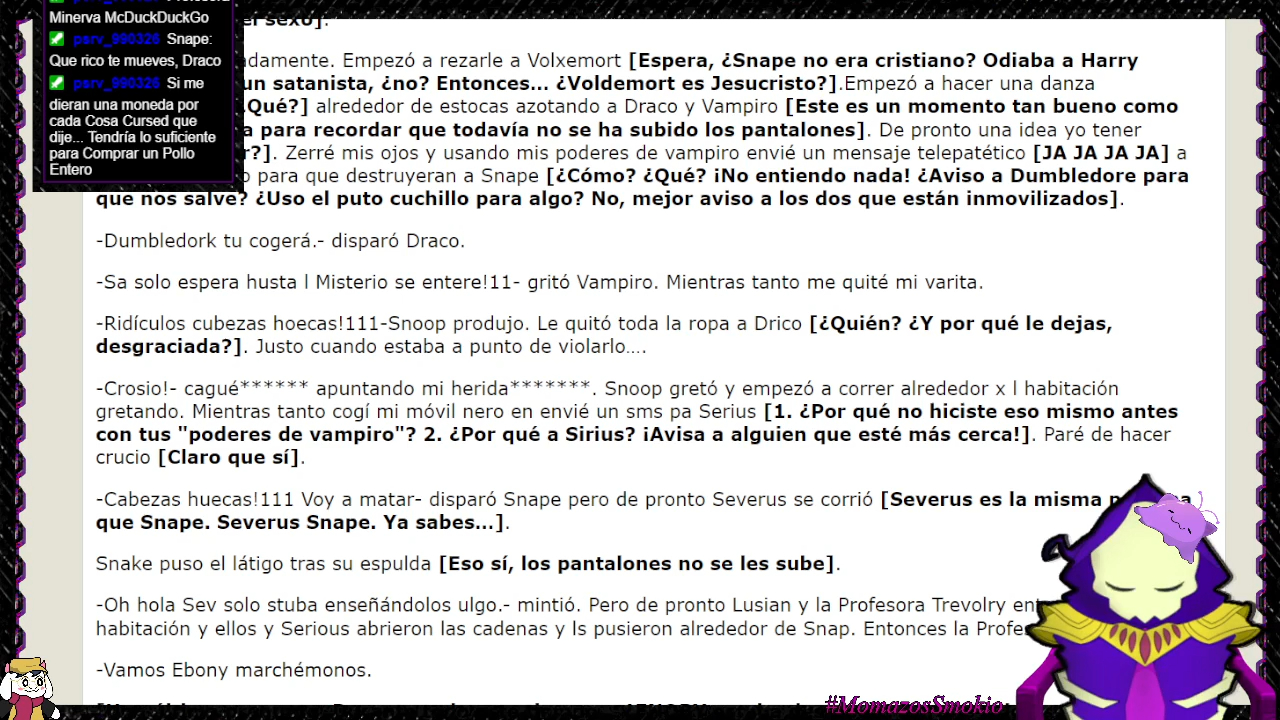 Minerva McDuckDuckGo
psrv_990326 Snape:
Que rico te mueves, Draco
psrv_990326 Si me
dieran una moneda por
cada Cosa Cursed que
dije... Tendría lo suficiente
para Comprar un Pollo
Entero
el sexo].
damente. Empezó a rezarle a Volxemort [Espera, ¿Snape no era cristiano? Odiaba a Harry
un satanista, ¿no? Entonces... ¿Voldemort es Jesucristo?].Empezó a hacer una danza
¿Qué?] alrededor de estocas azotando a Draco y Vampiro [Este es un momento tan bueno como
para recordar que todavía no se ha subido los pantalones]. De pronto una idea yo tener
Zerré mis ojos y usando mis poderes de vampiro envié un mensaje telepatético [JA JA JA JA] a
para que destruyeran a Snape [¿Cómo? ¿Qué? ¡No entiendo nada! ¿Aviso a Dumbledore para
que nos salve? ¿Uso el puto cuchillo para algo? No, mejor aviso a los dos que están inmovilizados].
-Dumbledork tu cogerá.- disparó Draco.
-Sa solo espera husta l Misterio se entere!11- gritó Vampiro. Mientras tanto me quité mi varita.
-Ridículos cubezas hoecas!111-Snoop produjo. Le quitó toda la ropa a Drico [¿Quién? ¿Y por qué le dejas,
desgraciada?]. Justo cuando estaba a punto de violarlo....
-Crosio!- cagué****** apuntando mi herida*******. Snoop gretó y empezó a correr alrededor x l habitación
gretando. Mientras tanto cogí mi móvil nero en envié un sms pa Serius [1. ¿Por qué no hiciste eso mismo antes
con tus "poderes de vampiro"? 2. ¿Por qué a Sirius? ¡Avisa a alguien que esté más cerca!]. Paré de hacer
crucio [Claro que sí].
-Cabezas huecas!111 Voy a matar- disparó Snape pero de pronto Severus se corrió [Severus es la misma
que Snape. Severus Snape. Ya sabes...].
Snake puso el látigo tras su espulda [Eso sí, los pantalones no se les sube].
-Oh hola Sev solo stuba enseñándolos ulgo.- mintió. Pero de pronto Lusian y la Profesora Trevolry
habitación y ellos y Serious abrieron las cadenas y ls pusieron alrededor de Snap. Entonces la
-Vamos Ebony marchémonos.
#MomazosSmokio